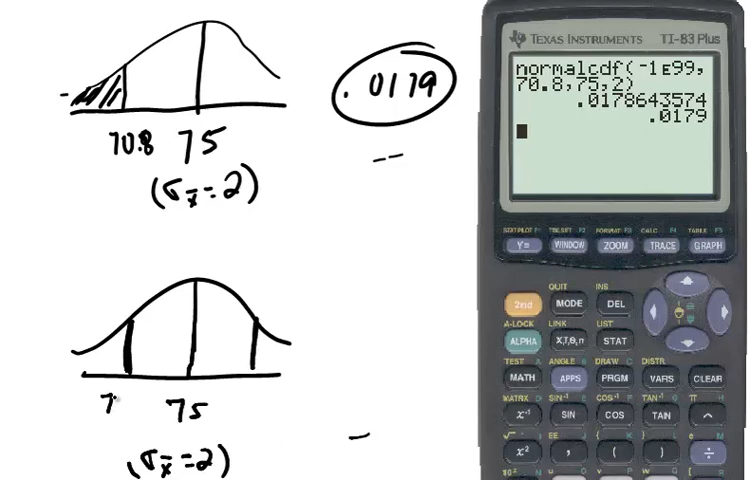 .0179
70.8 75
(σx̄=2)
75
(σx̄=2)
TEXAS INSTRUMENTS TI-83 Plus
normalcdf(-1E99,
70.8,75,2)
.0178643574
.0179
STAT PLOT F1 TBLSET F2 FORMAT F3 CALC F4 TABLE F5
Y= WINDOW ZOOM TRACE GRAPH
QUIT INS
2nd MODE DEL
A-LOCK LINK LIST
ALPHA X,T,θ,n STAT
TEST A ANGLE B DRAW C DISTR
MATH APPS PRGM VARS CLEAR
MATRX D SIN⁻¹ E COS⁻¹ F TAN⁻¹ G π H
x⁻¹ SIN COS TAN ^
√ I EE J { K } L e M
x² , ( ) ÷